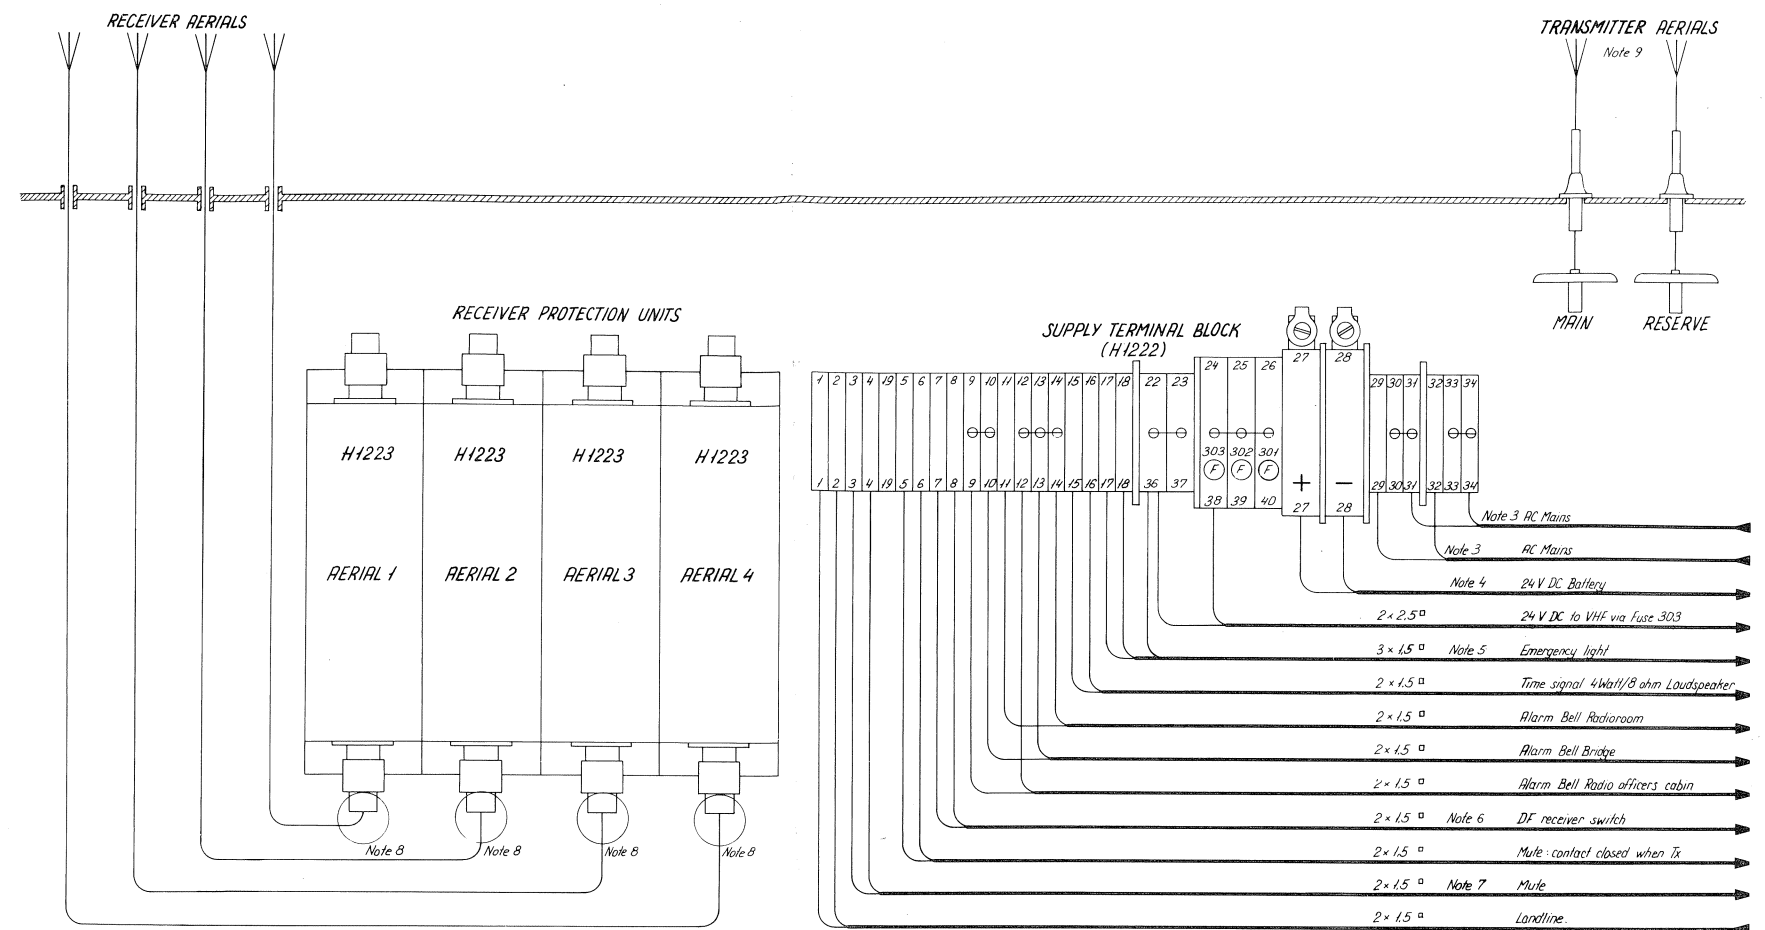 RECEIVER AERIALS
TRANSMITTER AERIALS
Note 9
MAIN RESERVE
RECEIVER PROTECTION UNITS
SUPPLY TERMINAL BLOCK
(H1222)
H1223 H1223 H1223 H1223
AERIAL 1 AERIAL 2 AERIAL 3 AERIAL 4
Note 8 Note 8 Note 8 Note 8
1 2 3 4 19 5 6 7 8 9 10 11 12 13 14 15 16 17 18 22 23 24 25 26 27 28 29 30 31 32 33 34
303 302 301
F F F
+ −
1 2 3 4 19 5 6 7 8 9 10 11 12 13 14 15 16 17 18 36 37 38 39 40 27 28 29 30 31 32 33 34
Note 3 AC Mains
Note 3 AC Mains
Note 4 24 V DC Battery
2 × 2,5 □ 24 V DC to VHF via Fuse 303
3 × 1,5 □ Note 5 Emergency light
2 × 1.5 □ Time signal 4Watt/8 ohm Loudspeaker
2 × 1.5 □ Alarm Bell Radioroom
2 × 1.5 □ Alarm Bell Bridge
2 × 1.5 □ Alarm Bell Radio officers cabin
2 × 1.5 □ Note 6 DF receiver switch
2 × 1,5 □ Mute : contact closed when Tx
2 × 1.5 □ Note 7 Mute
2 × 1.5 □ Landline.